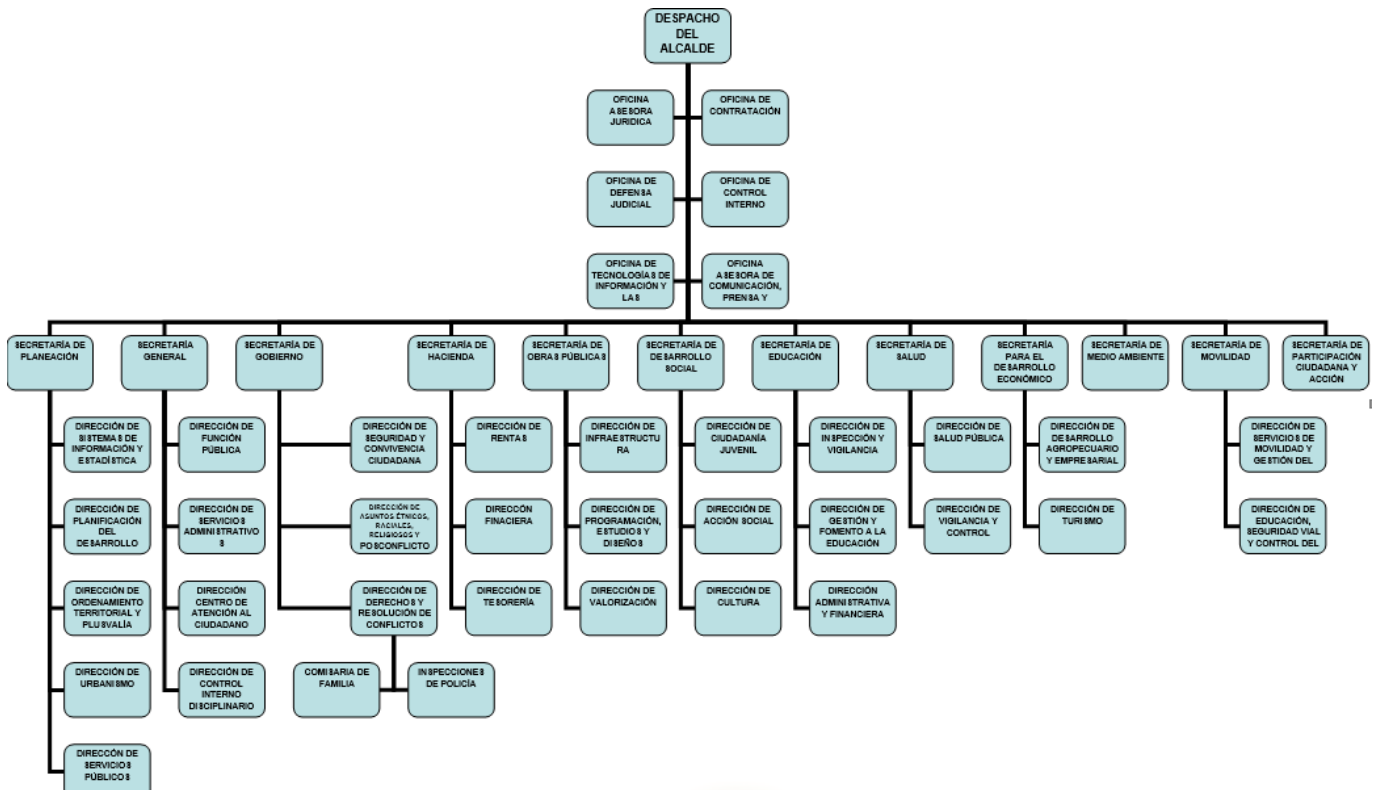 DESPACHO
DEL
ALCALDE
OFICINA
ASESORA
JURIDICA
OFICINA DE
CONTRATACIÓN
OFICINA DE
DEFENSA
JUDICIAL
OFICINA DE
CONTROL
INTERNO
OFICINA DE
TECNOLOGÍAS DE
INFORMACIÓN Y
LAS
OFICINA
ASESORA DE
COMUNICACIÓN,
PRENSA Y
SECRETARÍA DE
PLANEACIÓN
SECRETARÍA
GENERAL
SECRETARÍA DE
GOBIERNO
SECRETARÍA DE
HACIENDA
SECRETARÍA DE
OBRAS PÚBLICAS
SECRETARÍA DE
DESARROLLO
SOCIAL
SECRETARÍA DE
EDUCACIÓN
SECRETARÍA DE
SALUD
SECRETARÍA
PARA EL
DESARROLLO
ECONÓMICO
SECRETARÍA DE
MEDIO AMBIENTE
SECRETARÍA DE
MOVILIDAD
SECRETARÍA DE
PARTICIPACIÓN
CIUDADANA Y
ACCIÓN
DIRECCIÓN DE
SISTEMAS DE
INFORMACIÓN Y
ESTADÍSTICA
DIRECCIÓN DE
FUNCIÓN
PÚBLICA
DIRECCIÓN DE
SEGURIDAD Y
CONVIVENCIA
CIUDADANA
DIRECCIÓN DE
RENTAS
DIRECCIÓN DE
INFRAESTRUCTU
RA
DIRECCIÓN DE
CIUDADANÍA
JUVENIL
DIRECCIÓN DE
INSPECCIÓN Y
VIGILANCIA
DIRECCIÓN DE
SALUD PÚBLICA
DIRECCIÓN DE
DESARROLLO
AGROPECUARIO
Y EMPRESARIAL
DIRECCIÓN DE
SERVICIOS DE
MOVILIDAD Y
GESTIÓN DEL
DIRECCIÓN DE
PLANIFICACIÓN
DEL
DESARROLLO
DIRECCIÓN DE
SERVICIOS
ADMINISTRATIVO
S
DIRECCIÓN DE
ASUNTOS ÉTNICOS,
RACIALES,
RELIGIOSOS Y
POSCONFLICTO
DIRECCÓN
FINACIERA
DIRECCIÓN DE
PROGRAMACIÓN,
ESTUDIOS Y
DISEÑOS
DIRECCIÓN DE
ACCIÓN SOCIAL
DIRECCIÓN DE
GESTIÓN Y
FOMENTO A LA
EDUCACIÓN
DIRECCIÓN DE
VIGILANCIA Y
CONTROL
DIRECCIÓN DE
TURISMO
DIRECCIÓN DE
EDUCACIÓN,
SEGURIDAD VIAL
Y CONTROL DEL
DIRECCIÓN DE
ORDENAMIENTO
TERRITORIAL Y
PLUSVALÍA
DIRECCIÓN
CENTRO DE
ATENCIÓN AL
CIUDADANO
DIRECCIÓN DE
DERECHOS Y
RESOLUCIÓN DE
CONFLICTOS
DIRECCIÓN DE
TESORERÍA
DIRECCIÓN DE
VALORIZACIÓN
DIRECCIÓN DE
CULTURA
DIRECCIÓN
ADMINISTRATIVA
Y FINANCIERA
DIRECCIÓN DE
URBANISMO
DIRECCIÓN DE
CONTROL
INTERNO
DISCIPLINARIO
COMISARIA DE
FAMILIA
INSPECCIONES
DE POLICÍA
DIRECCÓN DE
SERVICIOS
PÚBLICOS